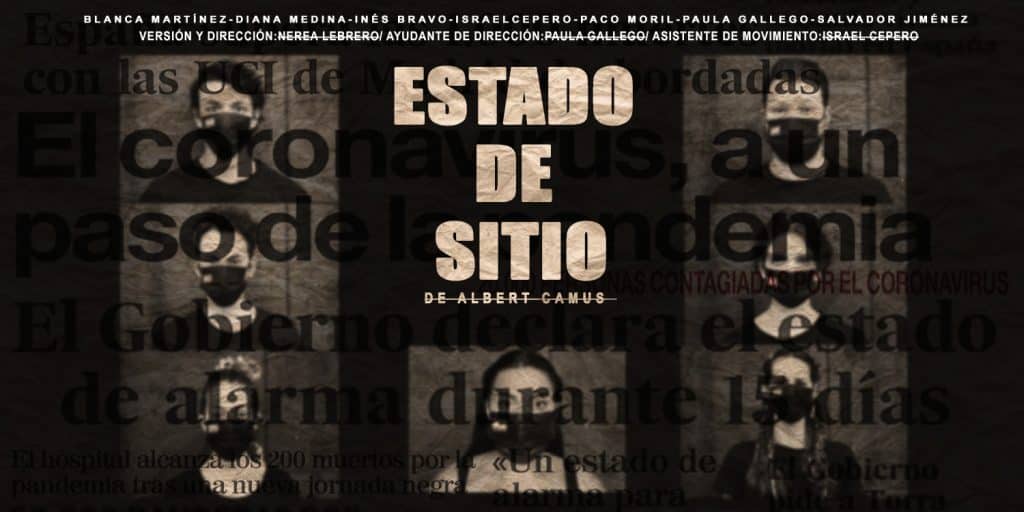 BLANCA MARTÍNEZ-DIANA MEDINA-INÉS BRAVO-ISRAELCEPERO-PACO MORIL-PAULA GALLEGO-SALVADOR JIMÉNEZ
VERSIÓN Y DIRECCIÓN:NEREA LEBRERO/ AYUDANTE DE DIRECCIÓN:PAULA GALLEGO/ ASISTENTE DE MOVIMIENTO:ISRAEL CEPERO
con las UCI de bordadas
ESTADO
DE
SITIO
DE ALBERT CAMUS
El coronavirus, a un
paso de la pandemia
CONTAGIADAS POR EL CORONAVIRUS
El Gobierno declara el estado
de alarma durante 15 días
El hospital alcanza los 200 muertos por la
pandemia tras una nueva jornada negra
«Un estado de
alarma para
El Gobierno
pide a Torra